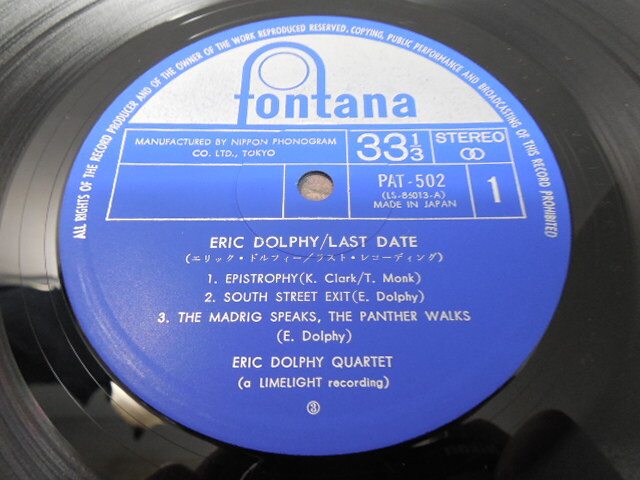 ALL RIGHTS OF THE RECORD PRODUCER AND OF THE OWNER OF THE WORK REPRODUCED RESERVED, COPYING, PUBLIC PERFORMANCE AND BROADCASTING OF THIS RECORD PROHIBITED
fontana
MANUFACTURED BY NIPPON PHONOGRAM
CO. LTD., TOKYO
33 1/3
STEREO
PAT-502
(LS-86013-A)
MADE IN JAPAN
1
ERIC DOLPHY/LAST DATE
(エリック・ドルフィー/ラスト・レコーディング)
1. EPISTROPHY(K. Clark/T. Monk)
2. SOUTH STREET EXIT(E. Dolphy)
3. THE MADRIG SPEAKS, THE PANTHER WALKS
(E. Dolphy)
ERIC DOLPHY QUARTET
(a LIMELIGHT recording)
③